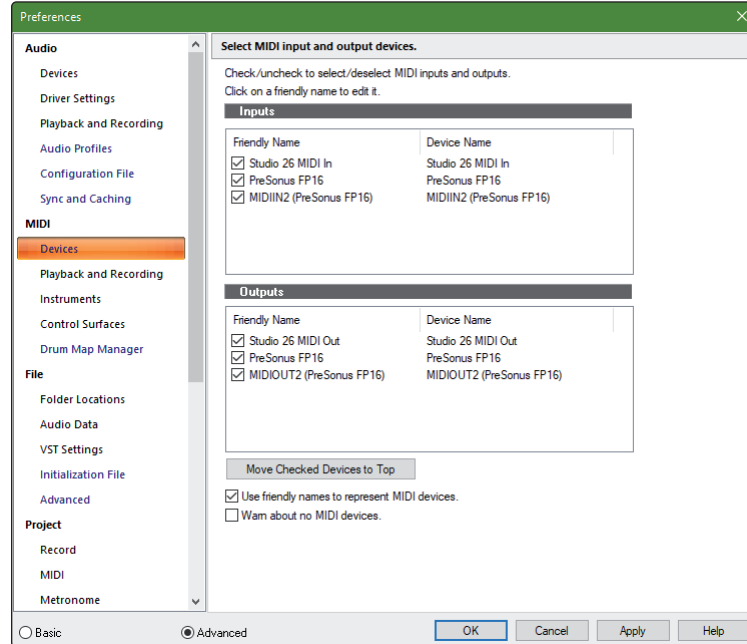 Preferences
Audio
Devices
Driver Settings
Playback and Recording
Audio Profiles
Configuration File
Sync and Caching
MIDI
Devices
Playback and Recording
Instruments
Control Surfaces
Drum Map Manager
File
Folder Locations
Audio Data
VST Settings
Initialization File
Advanced
Project
Record
MIDI
Metronome
Basic
Advanced
Select MIDI input and output devices.
Check/uncheck to select/deselect MIDI inputs and outputs.
Click on a friendly name to edit it.
Inputs
Friendly Name Device Name
Studio 26 MIDI In Studio 26 MIDI In
PreSonus FP16 PreSonus FP16
MIDIIN2 (PreSonus FP16) MIDIIN2 (PreSonus FP16)
Outputs
Friendly Name Device Name
Studio 26 MIDI Out Studio 26 MIDI Out
PreSonus FP16 PreSonus FP16
MIDIOUT2 (PreSonus FP16) MIDIOUT2 (PreSonus FP16)
Move Checked Devices to Top
Use friendly names to represent MIDI devices.
Warn about no MIDI devices.
OK Cancel Apply Help